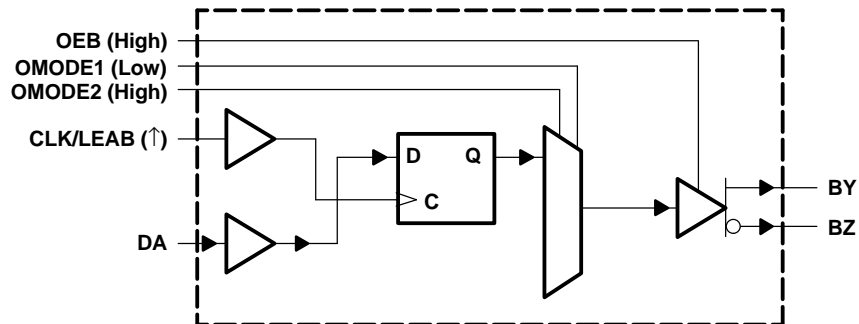 OEB (High)
OMODE1 (Low)
OMODE2 (High)
CLK/LEAB (↑)
D
Q
C
DA
BY
BZ